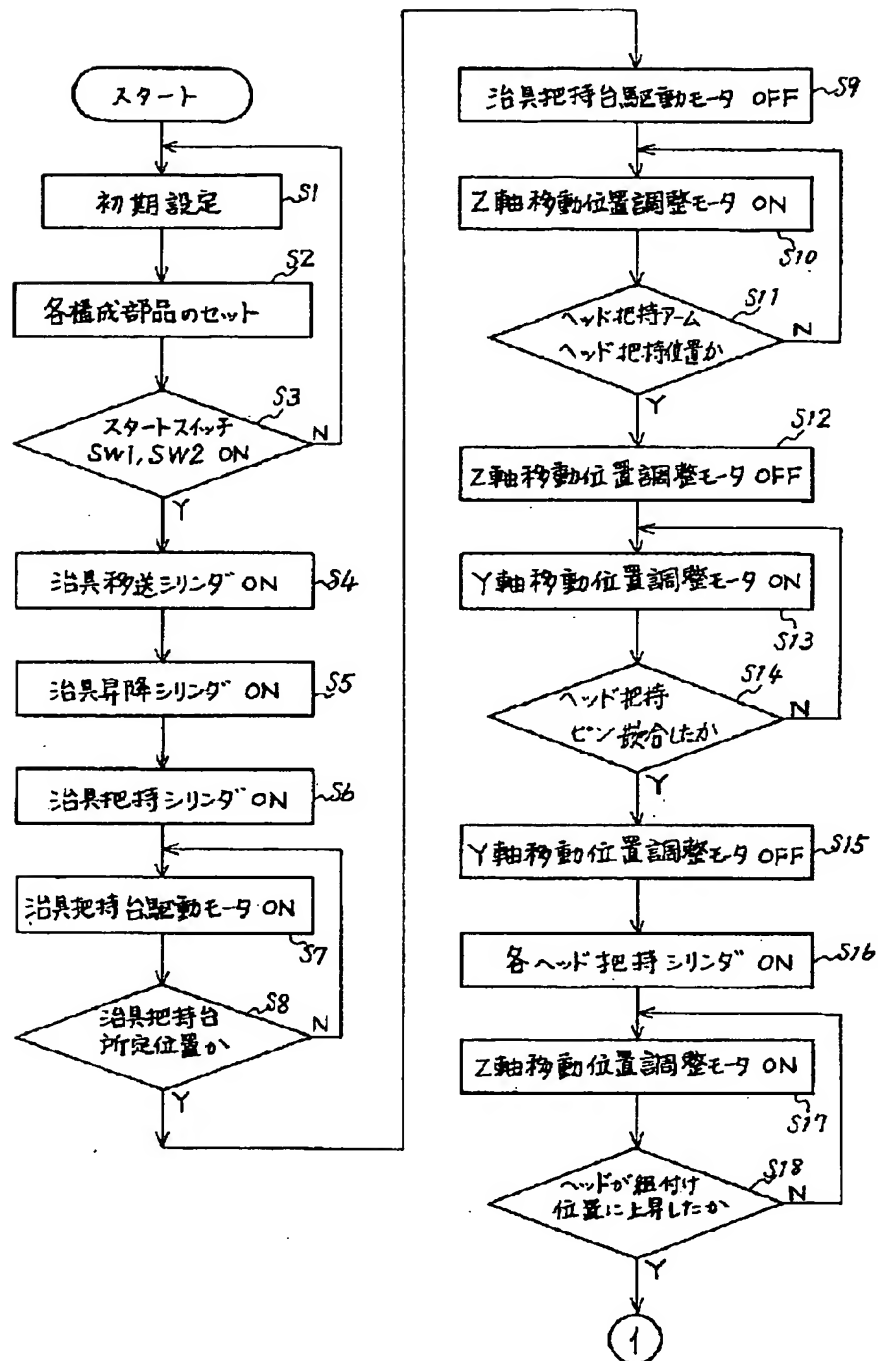 スタート
初期設定
S1
S2
各構成部品のセット
S3
スタートスイッチ
SW1, SW2 ON
N
Y
治具移送シリンダ ON
S4
治具昇降シリンダ ON
S5
治具把持シリンダ ON
S6
治具把持台駆動モータ ON
S7
S8
治具把持台
所定位置か
N
Y
治具把持台駆動モータ OFF
S9
Z軸移動位置調整モータ ON
S10
S11
ヘッド把持アーム
ヘッド把持位置か
N
Y
S12
Z軸移動位置調整モータ OFF
Y軸移動位置調整モータ ON
S13
S14
ヘッド把持
ピン嵌合したか
N
Y
Y軸移動位置調整モータ OFF
S15
各ヘッド把持シリンダ ON
S16
Z軸移動位置調整モータ ON
S17
S18
ヘッドが組付け
位置に上昇したか
N
Y
1